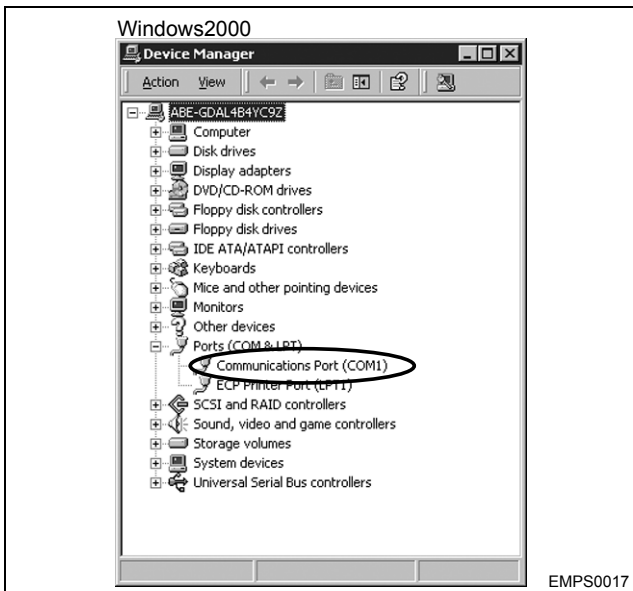 Windows2000
Device Manager
Action View
ABE-GDAL4B4YC9Z
Computer
Disk drives
Display adapters
DVD/CD-ROM drives
Floppy disk controllers
Floppy disk drives
IDE ATA/ATAPI controllers
Keyboards
Mice and other pointing devices
Monitors
Other devices
Ports (COM & LPT)
Communications Port (COM1)
ECP Printer Port (LPT1)
SCSI and RAID controllers
Sound, video and game controllers
Storage volumes
System devices
Universal Serial Bus controllers
EMPS0017